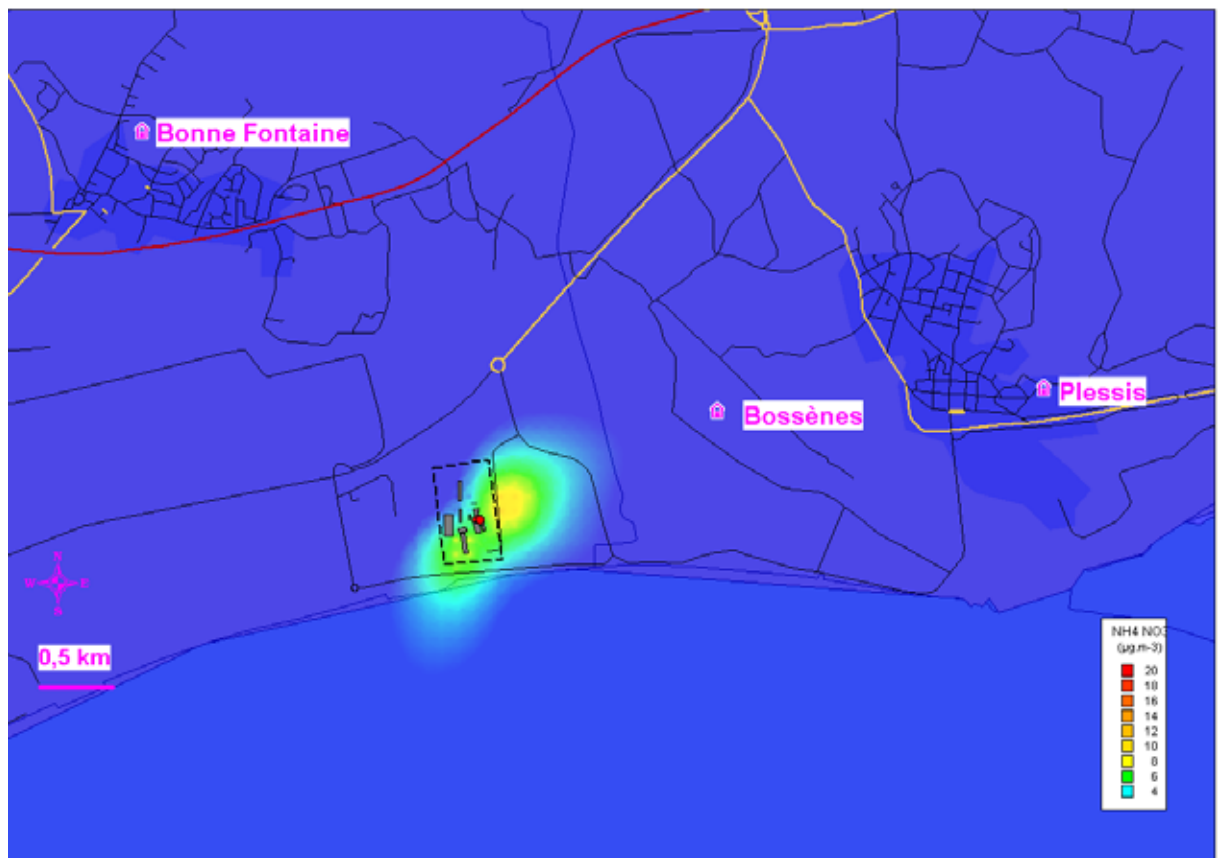 Bonne Fontaine
Plessis
Bossènes
N
W E
S
0,5 km
NH4 NO3
(µg.m-3)
20
18
16
14
12
10
8
6
4